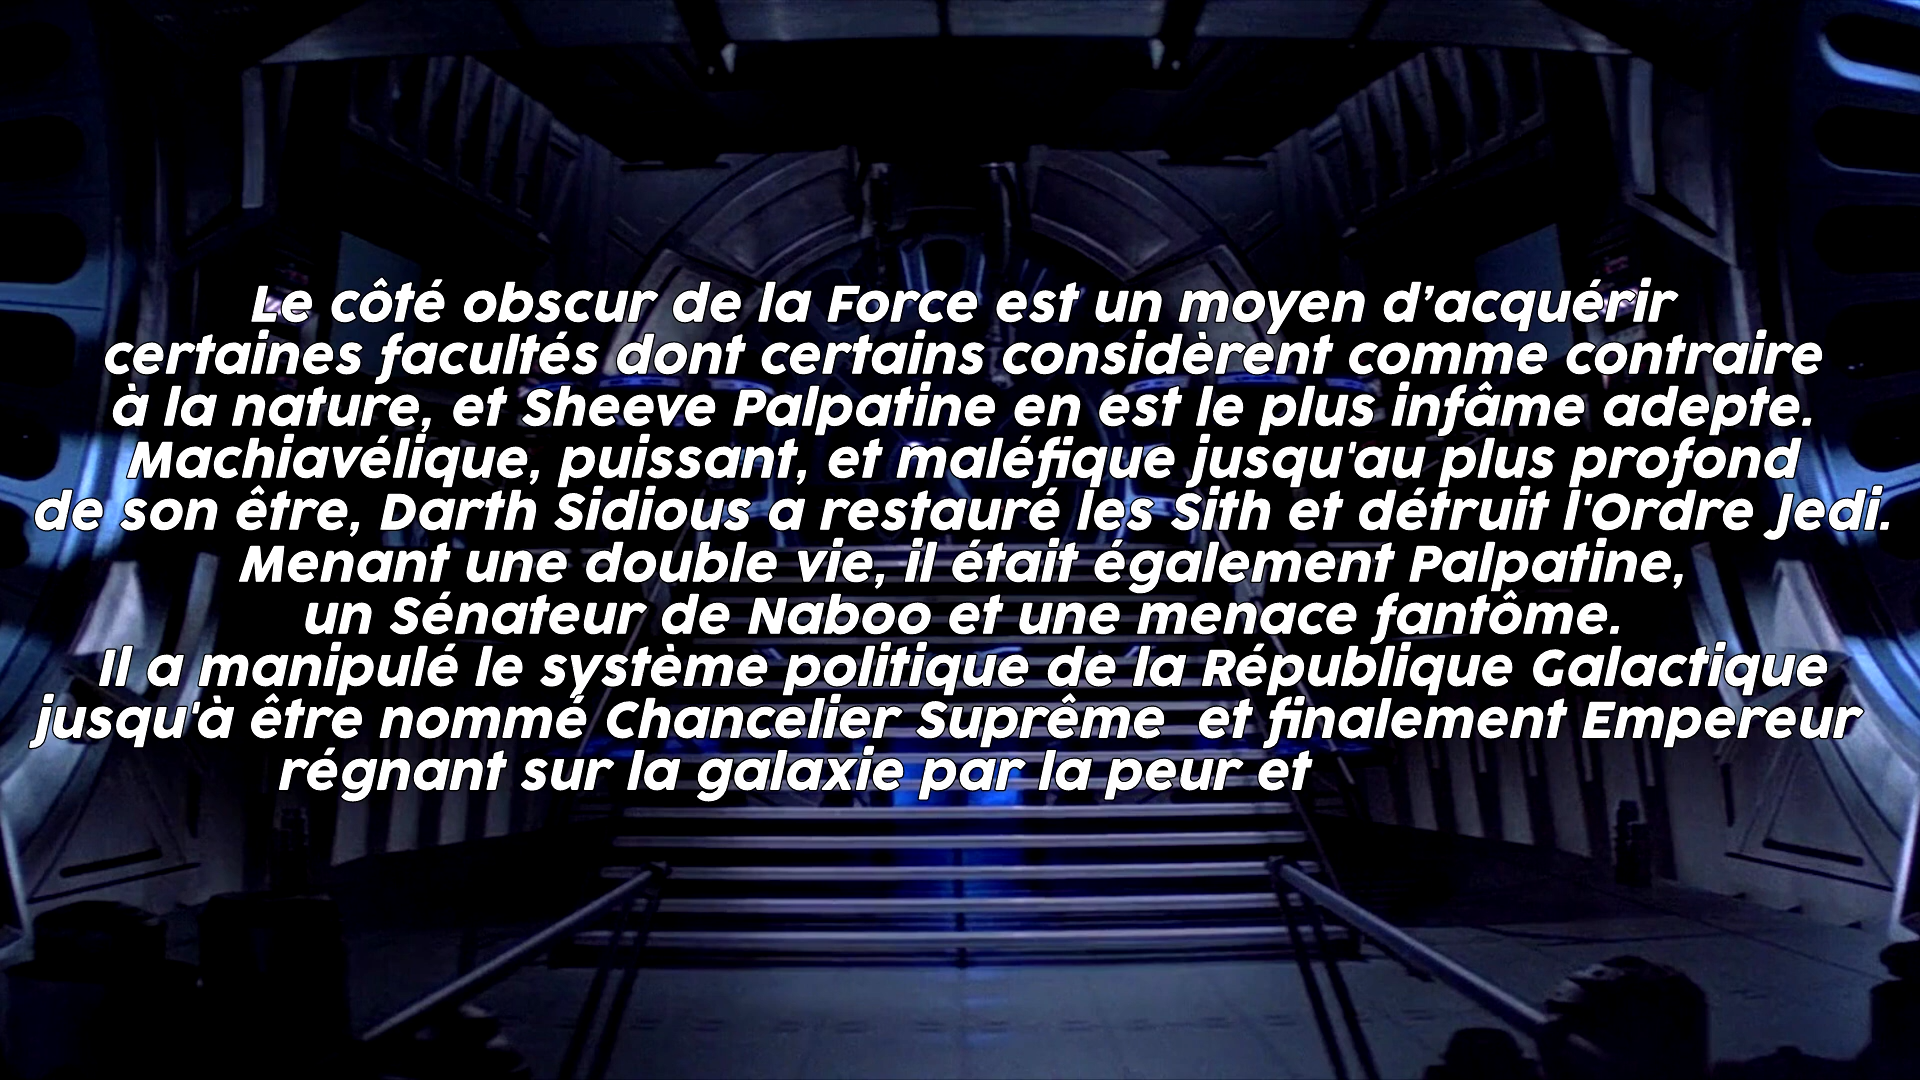 Le côté obscur de la Force est un moyen d’acquérir
certaines facultés dont certains considèrent comme contraire
à la nature, et Sheeve Palpatine en est le plus infâme adepte.
Machiavélique, puissant, et maléfique jusqu'au plus profond
de son être, Darth Sidious a restauré les Sith et détruit l'Ordre Jedi.
Menant une double vie, il était également Palpatine,
un Sénateur de Naboo et une menace fantôme.
Il a manipulé le système politique de la République Galactique
jusqu'à être nommé Chancelier Suprême  et finalement Empereur
régnant sur la galaxie par la peur et